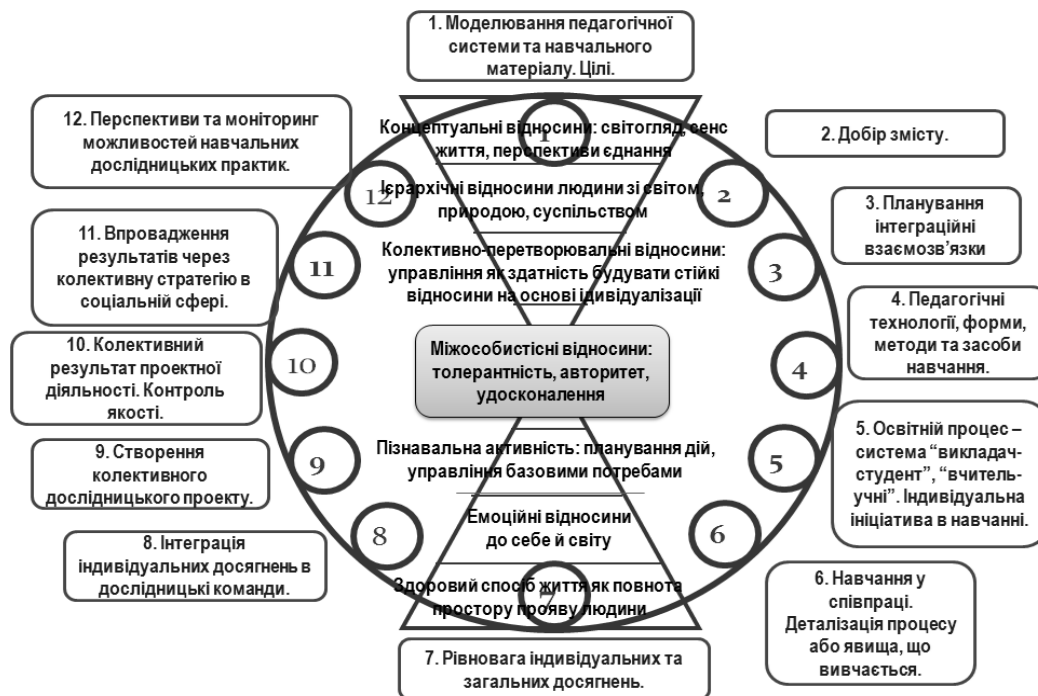 1. Моделювання педагогічної
системи та навчального
матеріалу. Цілі.
2. Добір змісту.
3. Планування
інтеграційні
взаємозв’язки
4. Педагогічні
технології, форми,
методи та засоби
навчання.
5. Освітній процес –
система “викладач-
студент”, “вчитель-
учні”. Індивідуальна
ініціатива в навчанні.
6. Навчання у
співпраці.
Деталізація процесу
або явища, що
вивчається.
7. Рівновага індивідуальних та
загальних досягнень.
8. Інтеграція
індивідуальних досягнень в
дослідницькі команди.
9. Створення
колективного
дослідницького проекту.
10. Колективний
результат проектної
діяльності. Контроль
якості.
11. Впровадження
результатів через
колективну стратегію в
соціальній сфері.
12. Перспективи та моніторинг
можливостей навчальних
дослідницьких практик.
1
2
3
4
5
6
7
8
9
10
11
12
Концептуальні відносини: світогляд, сенс
життя, перспективи єднання
Ієрархічні відносини людини зі світом,
природою, суспільством
Колективно-перетворювальні відносини:
управління як здатність будувати стійкі
відносини на основі ідивідуалізації
Міжособистісні відносини:
толерантність, авторитет,
удосконалення
Пізнавальна активність: планування дій,
управління базовими потребами
Емоційні відносини
до себе й світу
Здоровий спосіб життя як повнота
простору прояву людини